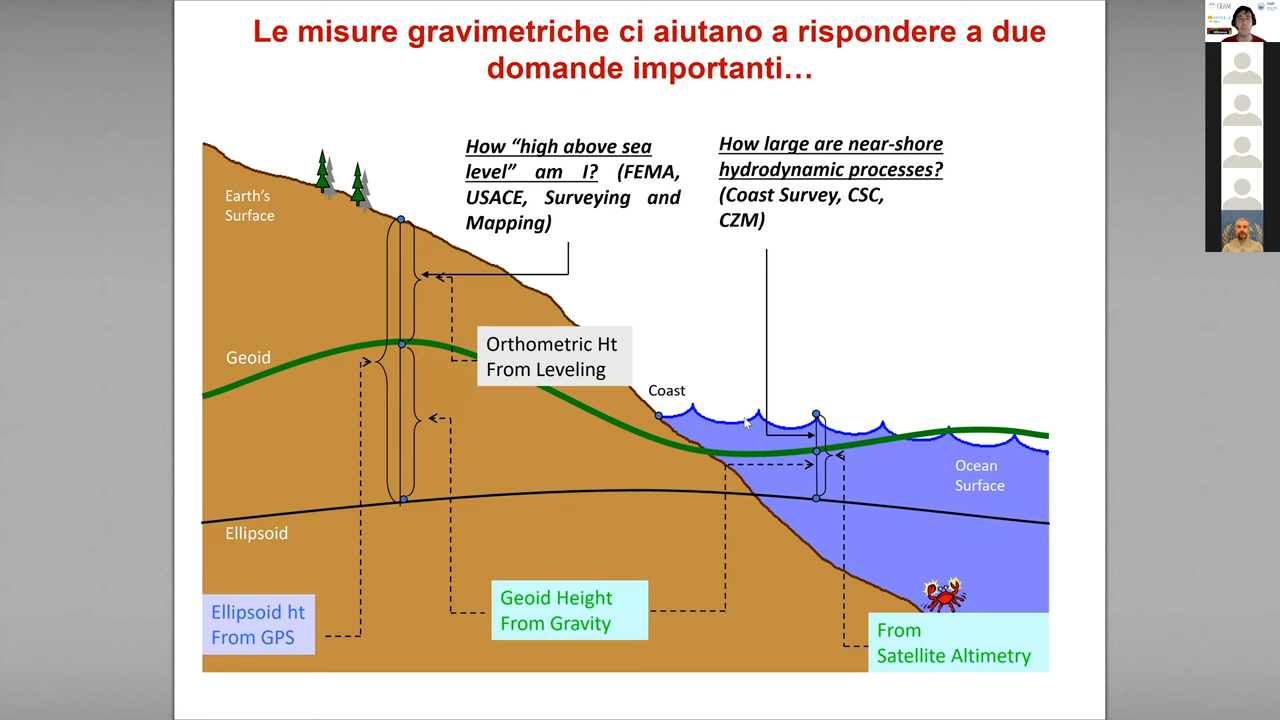 Le misure gravimetriche ci aiutano a rispondere a due
domande importanti…
How “high above sea
level” am I? (FEMA,
USACE, Surveying and
Mapping)
How large are near-shore
hydrodynamic processes?
(Coast Survey, CSC,
CZM)
Earth’s
Surface
Geoid
Orthometric Ht
From Leveling
Coast
Ocean
Surface
Ellipsoid
Ellipsoid ht
From GPS
Geoid Height
From Gravity
From
Satellite Altimetry
GEAM